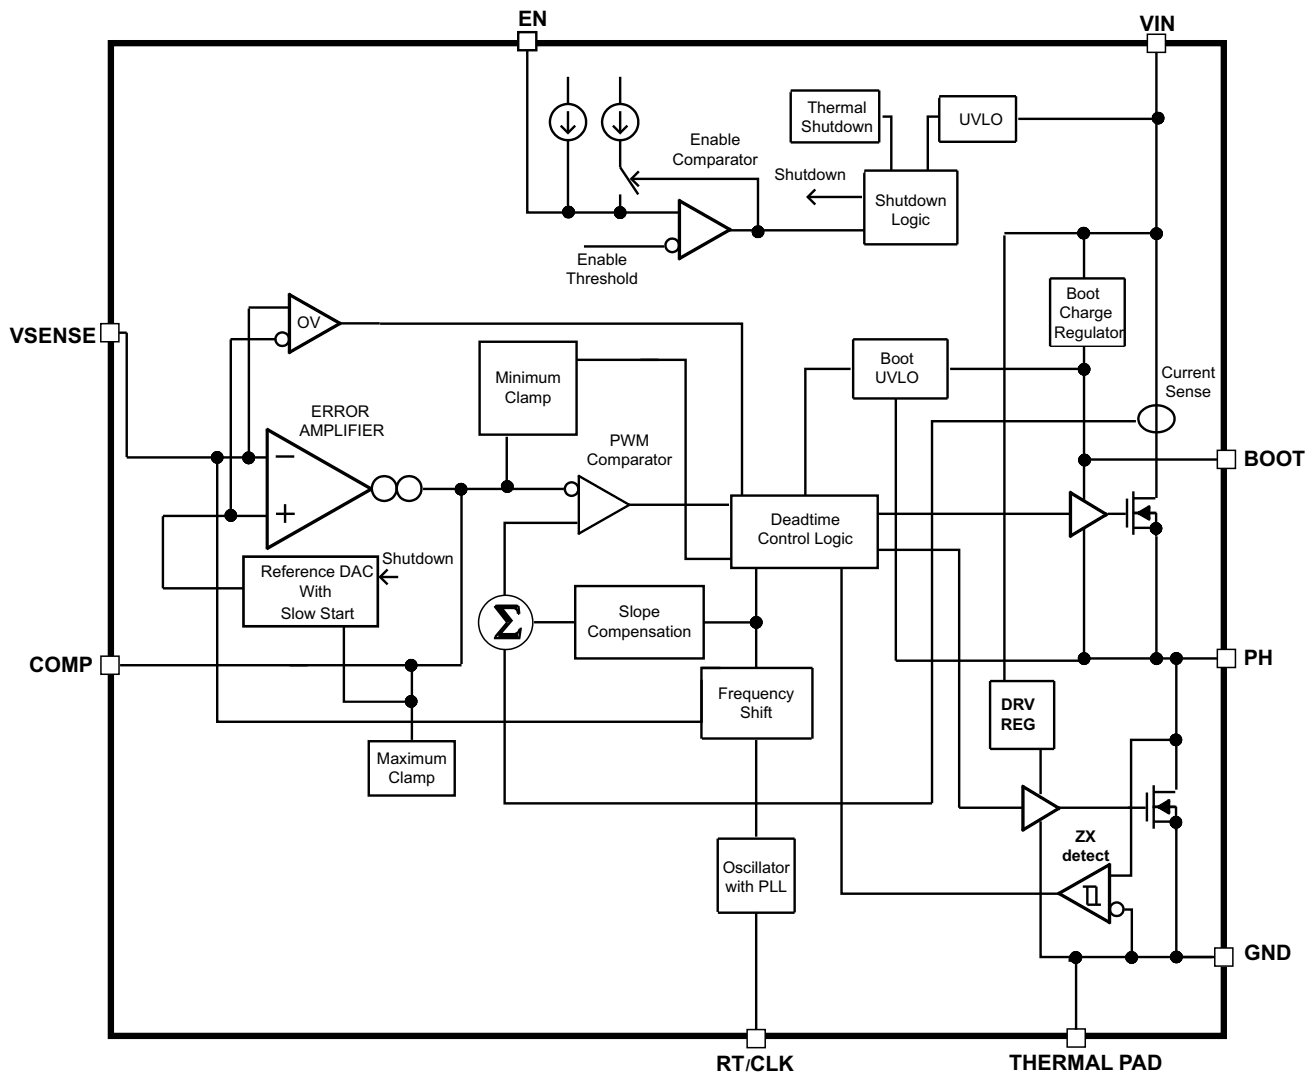 EN
VIN
Thermal
Shutdown
UVLO
Enable
Comparator
Shutdown
Shutdown
Logic
Enable
Threshold
Boot
Charge
Regulator
VSENSE
OV
Minimum
Clamp
Boot
UVLO
Current
Sense
ERROR
AMPLIFIER
PWM
Comparator
BOOT
−
+
Deadtime
Control Logic
Reference DAC
With
Slow Start
Shutdown
Σ
Slope
Compensation
COMP
PH
Frequency
Shift
DRV
REG
Maximum
Clamp
ZX
detect
Oscillator
with PLL
GND
RT/CLK
THERMAL PAD